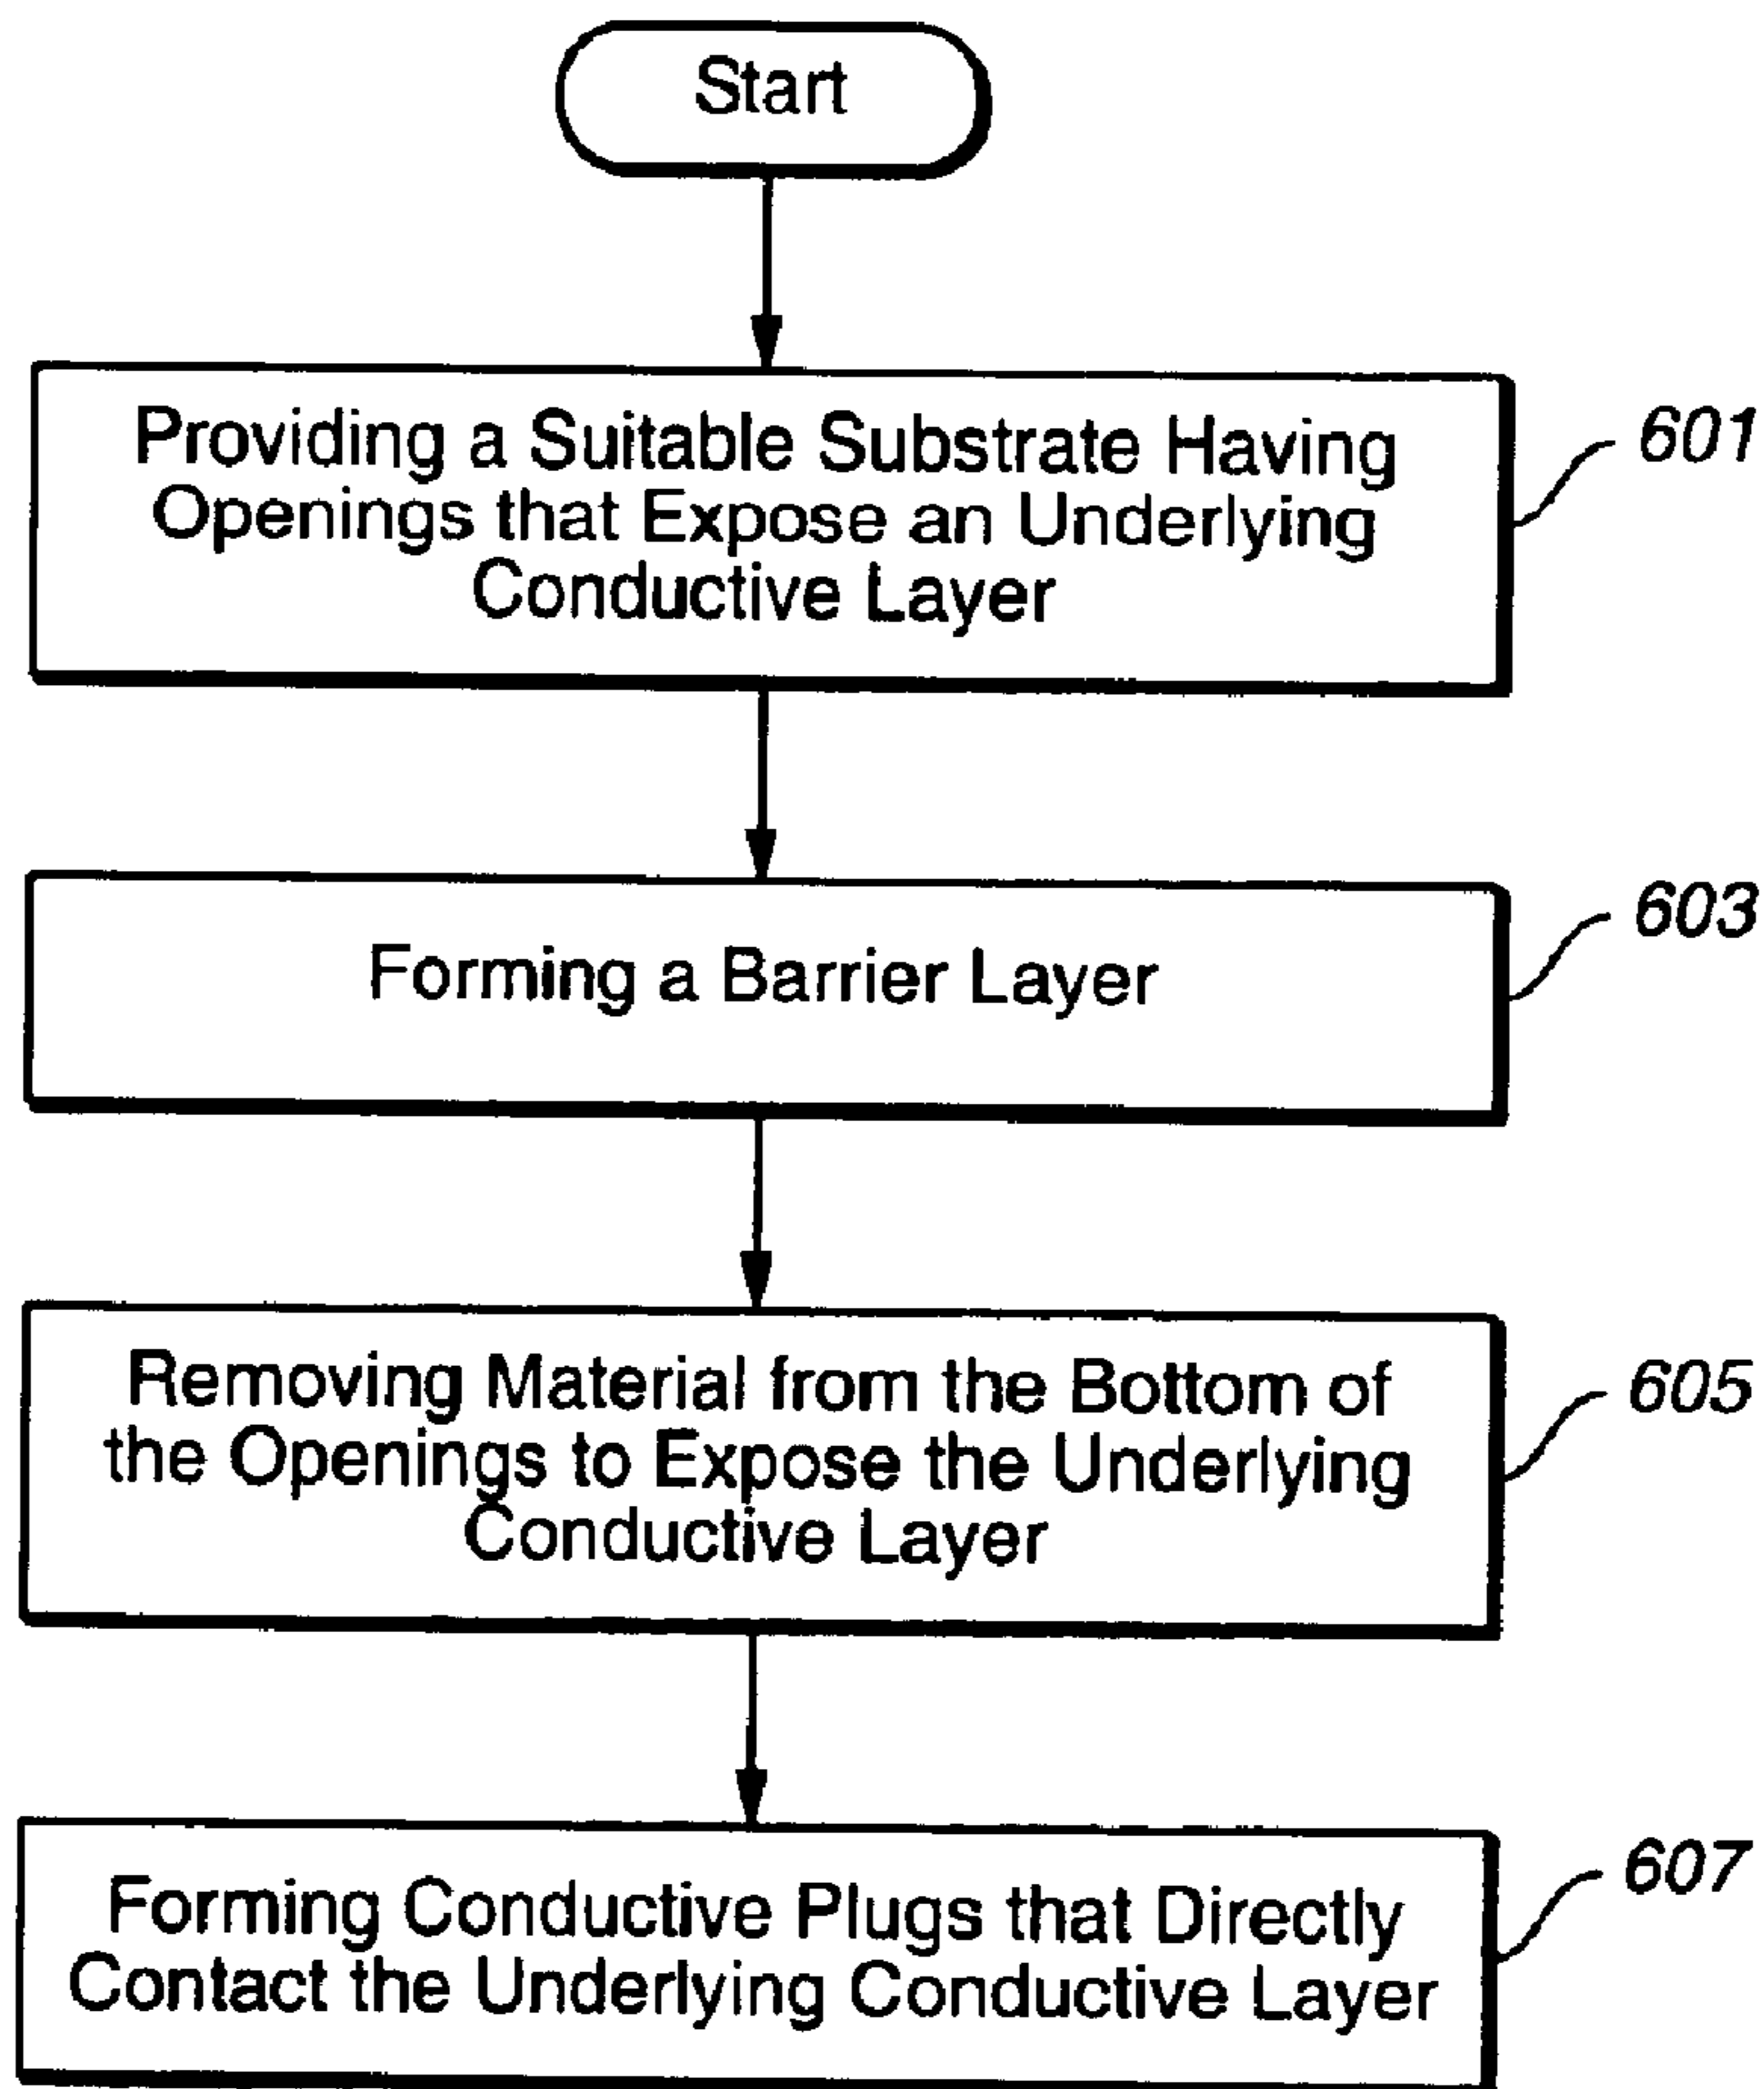 Start
Providing a Suitable Substrate Having
Openings that Expose an Underlying
Conductive Layer
601
Forming a Barrier Layer
603
Removing Material from the Bottom of
the Openings to Expose the Underlying
Conductive Layer
605
Forming Conductive Plugs that Directly
Contact the Underlying Conductive Layer
607